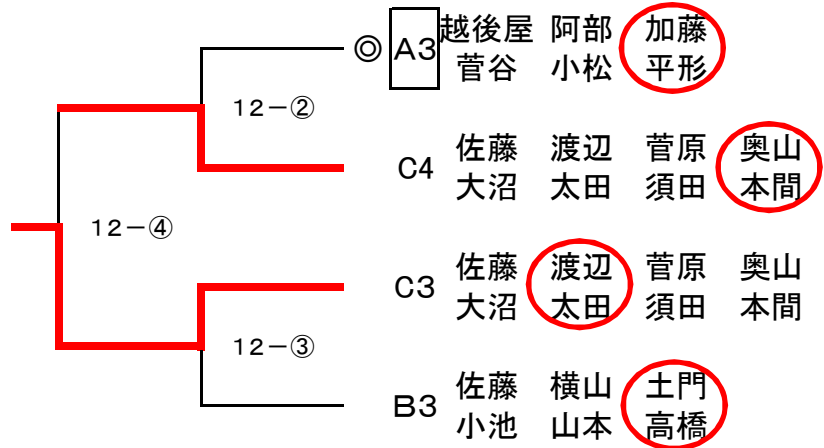 越後屋 阿部 加藤
◎ A3
菅谷 小松 平形
12-②
佐藤 渡辺 菅原 奥山
C4
大沼 太田 須田 本間
12-④
佐藤 渡辺 菅原 奥山
C3
大沼 太田 須田 本間
12-③
佐藤 横山 土門
B3
小池 山本 高橋